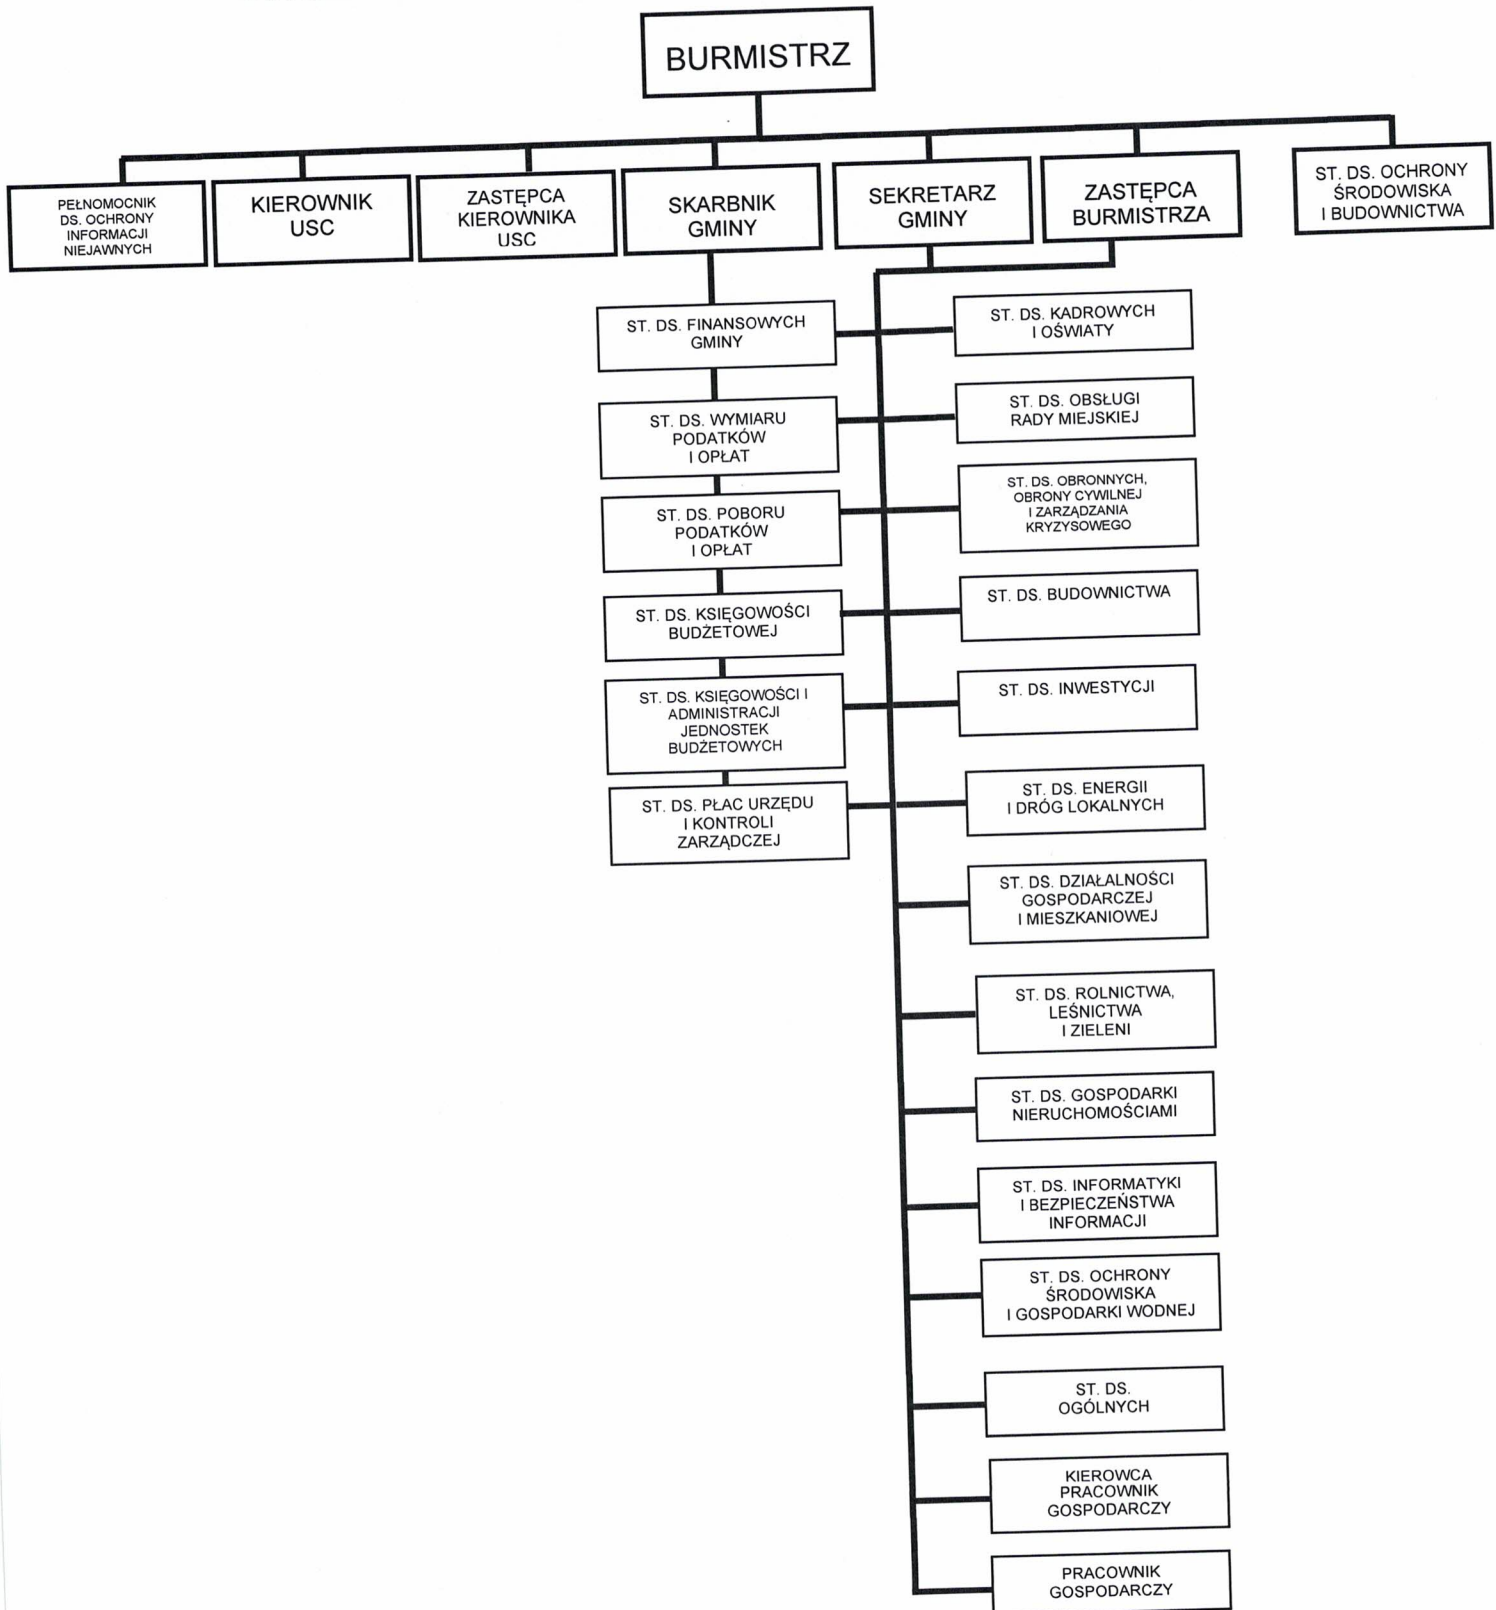 BURMISTRZ
PEŁNOMOCNIK
DS. OCHRONY
INFORMACJI
NIEJAWNYCH
KIEROWNIK
USC
ZASTĘPCA
KIEROWNIKA
USC
SKARBNIK
GMINY
SEKRETARZ
GMINY
ZASTĘPCA
BURMISTRZA
ST. DS. OCHRONY
ŚRODOWISKA
I BUDOWNICTWA
ST. DS. FINANSOWYCH
GMINY
ST. DS. WYMIARU
PODATKÓW
I OPŁAT
ST. DS. POBORU
PODATKÓW
I OPŁAT
ST. DS. KSIĘGOWOŚCI
BUDŻETOWEJ
ST. DS. KSIĘGOWOŚCI I
ADMINISTRACJI
JEDNOSTEK
BUDŻETOWYCH
ST. DS. PŁAC URZĘDU
I KONTROLI
ZARZĄDCZEJ
ST. DS. KADROWYCH
I OŚWIATY
ST. DS. OBSŁUGI
RADY MIEJSKIEJ
ST. DS. OBRONNYCH,
OBRONY CYWILNEJ
I ZARZĄDZANIA
KRYZYSOWEGO
ST. DS. BUDOWNICTWA
ST. DS. INWESTYCJI
ST. DS. ENERGII
I DRÓG LOKALNYCH
ST. DS. DZIAŁALNOŚCI
GOSPODARCZEJ
I MIESZKANIOWEJ
ST. DS. ROLNICTWA,
LEŚNICTWA
I ZIELENI
ST. DS. GOSPODARKI
NIERUCHOMOŚCIAMI
ST. DS. INFORMATYKI
I BEZPIECZEŃSTWA
INFORMACJI
ST. DS. OCHRONY
ŚRODOWISKA
I GOSPODARKI WODNEJ
ST. DS.
OGÓLNYCH
KIEROWCA
PRACOWNIK
GOSPODARCZY
PRACOWNIK
GOSPODARCZY